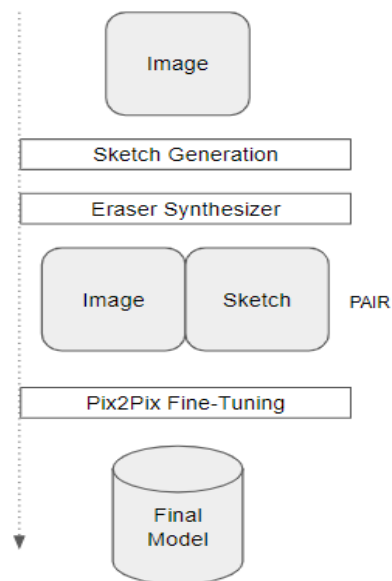 Image
Sketch Generation
Eraser Synthesizer
Image Sketch PAIR
Pix2Pix Fine-Tuning
Final
Model